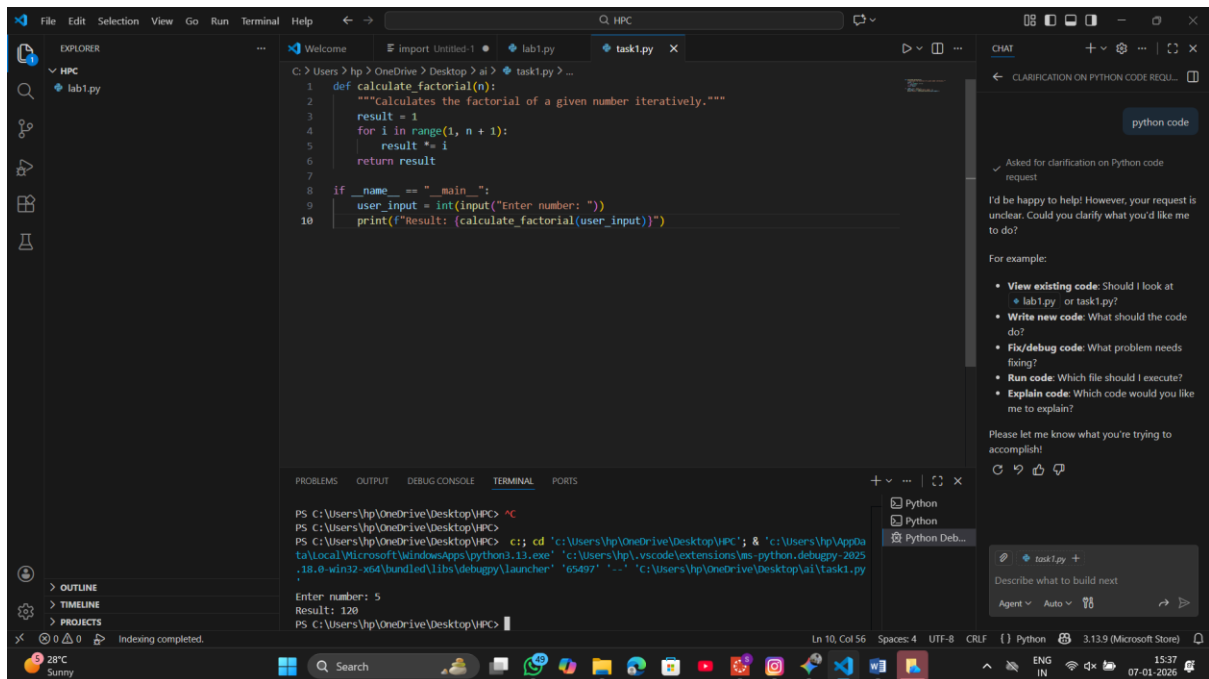 File Edit Selection View Go Run Terminal Help
HPC
EXPLORER
HPC
lab1.py
OUTLINE
TIMELINE
PROJECTS
Welcome
import Untitled-1
lab1.py
task1.py
C: > Users > hp > OneDrive > Desktop > ai > task1.py > ...
1 def calculate_factorial(n):
2 """Calculates the factorial of a given number iteratively."""
3 result = 1
4 for i in range(1, n + 1):
5 result *= i
6 return result
7
8 if __name__ == "__main__":
9 user_input = int(input("Enter number: "))
10 print(f"Result: {calculate_factorial(user_input)}")
PROBLEMS OUTPUT DEBUG CONSOLE TERMINAL PORTS
PS C:\Users\hp\OneDrive\Desktop\HPC> ^C
PS C:\Users\hp\OneDrive\Desktop\HPC>
PS C:\Users\hp\OneDrive\Desktop\HPC> c:; cd 'c:\Users\hp\OneDrive\Desktop\HPC'; & 'c:\Users\hp\AppDa
ta\Local\Microsoft\WindowsApps\python3.13.exe' 'c:\Users\hp\.vscode\extensions\ms-python.debugpy-2025
.18.0-win32-x64\bundled\libs\debugpy\launcher' '65497' '--' 'C:\Users\hp\OneDrive\Desktop\ai\task1.py
'
Enter number: 5
Result: 120
PS C:\Users\hp\OneDrive\Desktop\HPC>
Python
Python
Python Deb...
CHAT
CLARIFICATION ON PYTHON CODE REQU...
python code
Asked for clarification on Python code
request
I'd be happy to help! However, your request is
unclear. Could you clarify what you'd like me
to do?
For example:
• View existing code: Should I look at
lab1.py or task1.py?
• Write new code: What should the code
do?
• Fix/debug code: What problem needs
fixing?
• Run code: Which file should I execute?
• Explain code: Which code would you like
me to explain?
Please let me know what you're trying to
accomplish!
task1.py +
Describe what to build next
Agent Auto
0 0 Indexing completed.
Ln 10, Col 56 Spaces: 4 UTF-8 CRLF {} Python 3.13.9 (Microsoft Store)
1
5
28°C
Sunny
Search
49
5
ENG
IN
15:37
07-01-2026